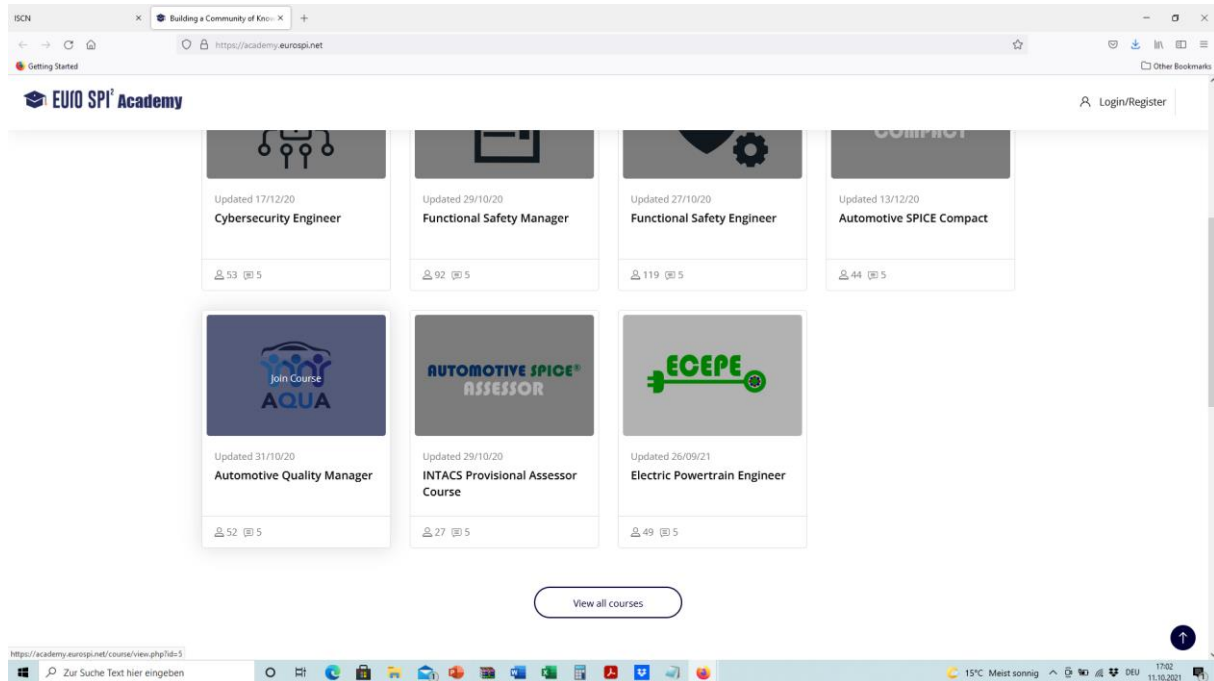 ISCN
Building a Community of Know
https://academy.eurospi.net
Getting Started
Other Bookmarks
EURO SPI² Academy
Login/Register
COMPACT
Updated 17/12/20
Cybersecurity Engineer
53 5
Updated 29/10/20
Functional Safety Manager
92 5
Updated 27/10/20
Functional Safety Engineer
119 5
Updated 13/12/20
Automotive SPICE Compact
44 5
Join Course
AQUA
Updated 31/10/20
Automotive Quality Manager
52 5
AUTOMOTIVE SPICE®
ASSESSOR
Updated 29/10/20
INTACS Provisional Assessor
Course
27 5
ECEPE
Updated 26/09/21
Electric Powertrain Engineer
49 5
View all courses
https://academy.eurospi.net/course/view.php?id=5
Zur Suche Text hier eingeben
15°C Meist sonnig
DEU
17:02
11.10.2021